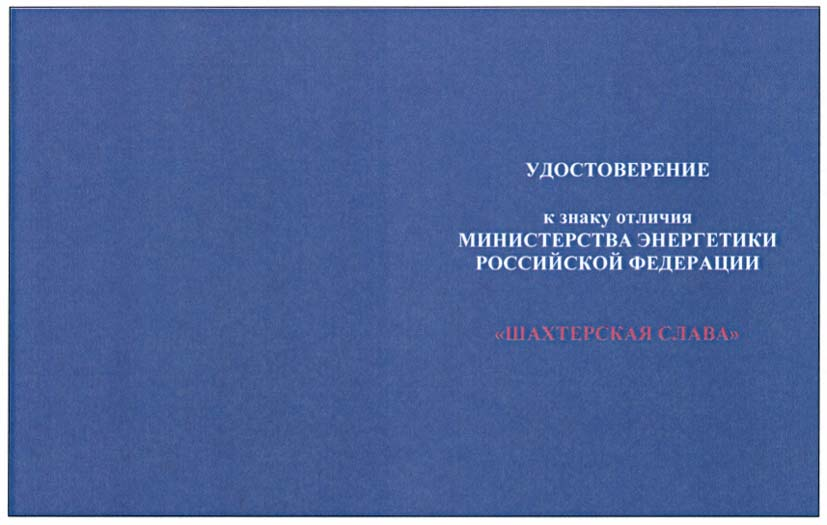 УДОСТОВЕРЕНИЕ
к знаку отличия
МИНИСТЕРСТВА ЭНЕРГЕТИКИ
РОССИЙСКОЙ ФЕДЕРАЦИИ
«ШАХТЕРСКАЯ СЛАВА»